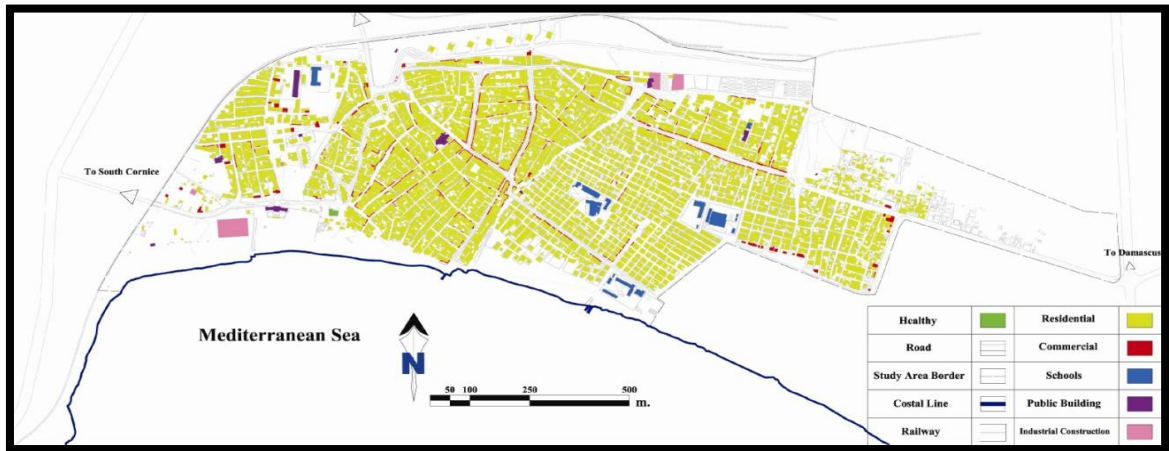 To South Cornice
To Damascus
Mediterranean Sea
N
50 100 250 500
m.
Healthy Residential
Road Commercial
Study Area Border Schools
Costal Line Public Building
Railway Industrial Construction